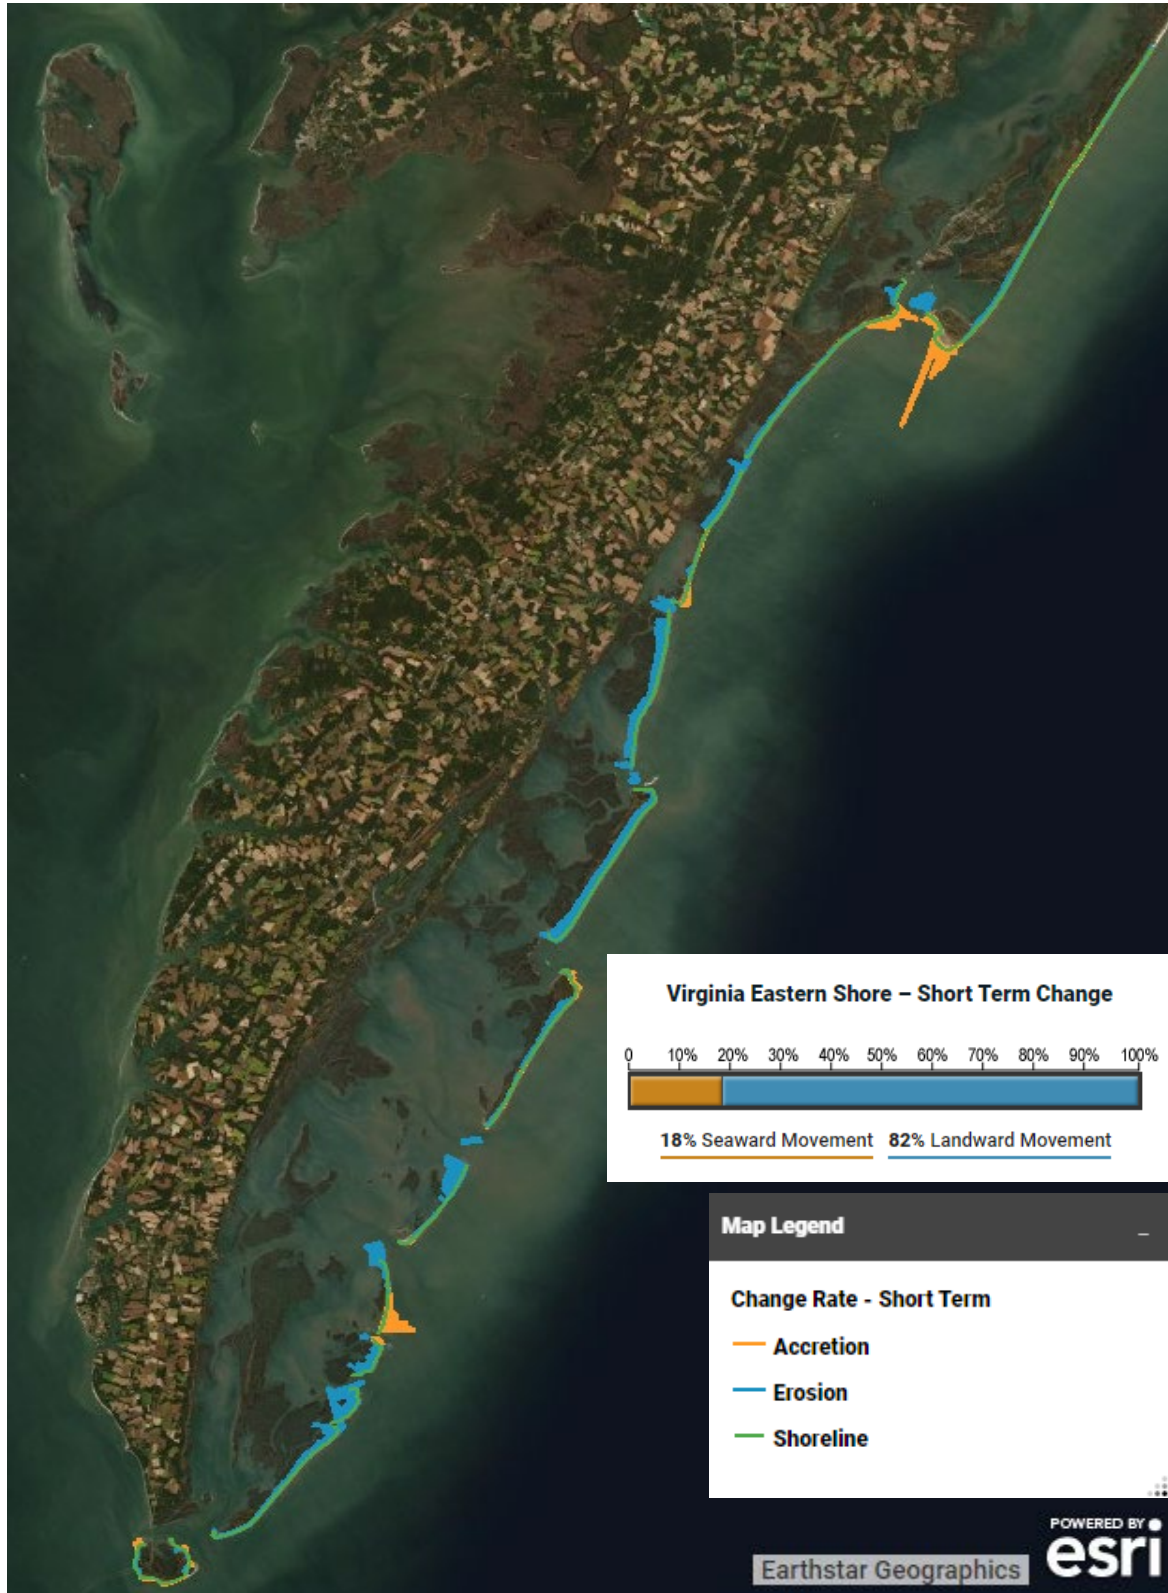 Virginia Eastern Shore – Short Term Change
0 10% 20% 30% 40% 50% 60% 70% 80% 90% 100%
18% Seaward Movement 82% Landward Movement
Map Legend _
Change Rate - Short Term
Accretion
Erosion
Shoreline
POWERED BY
esri
Earthstar Geographics